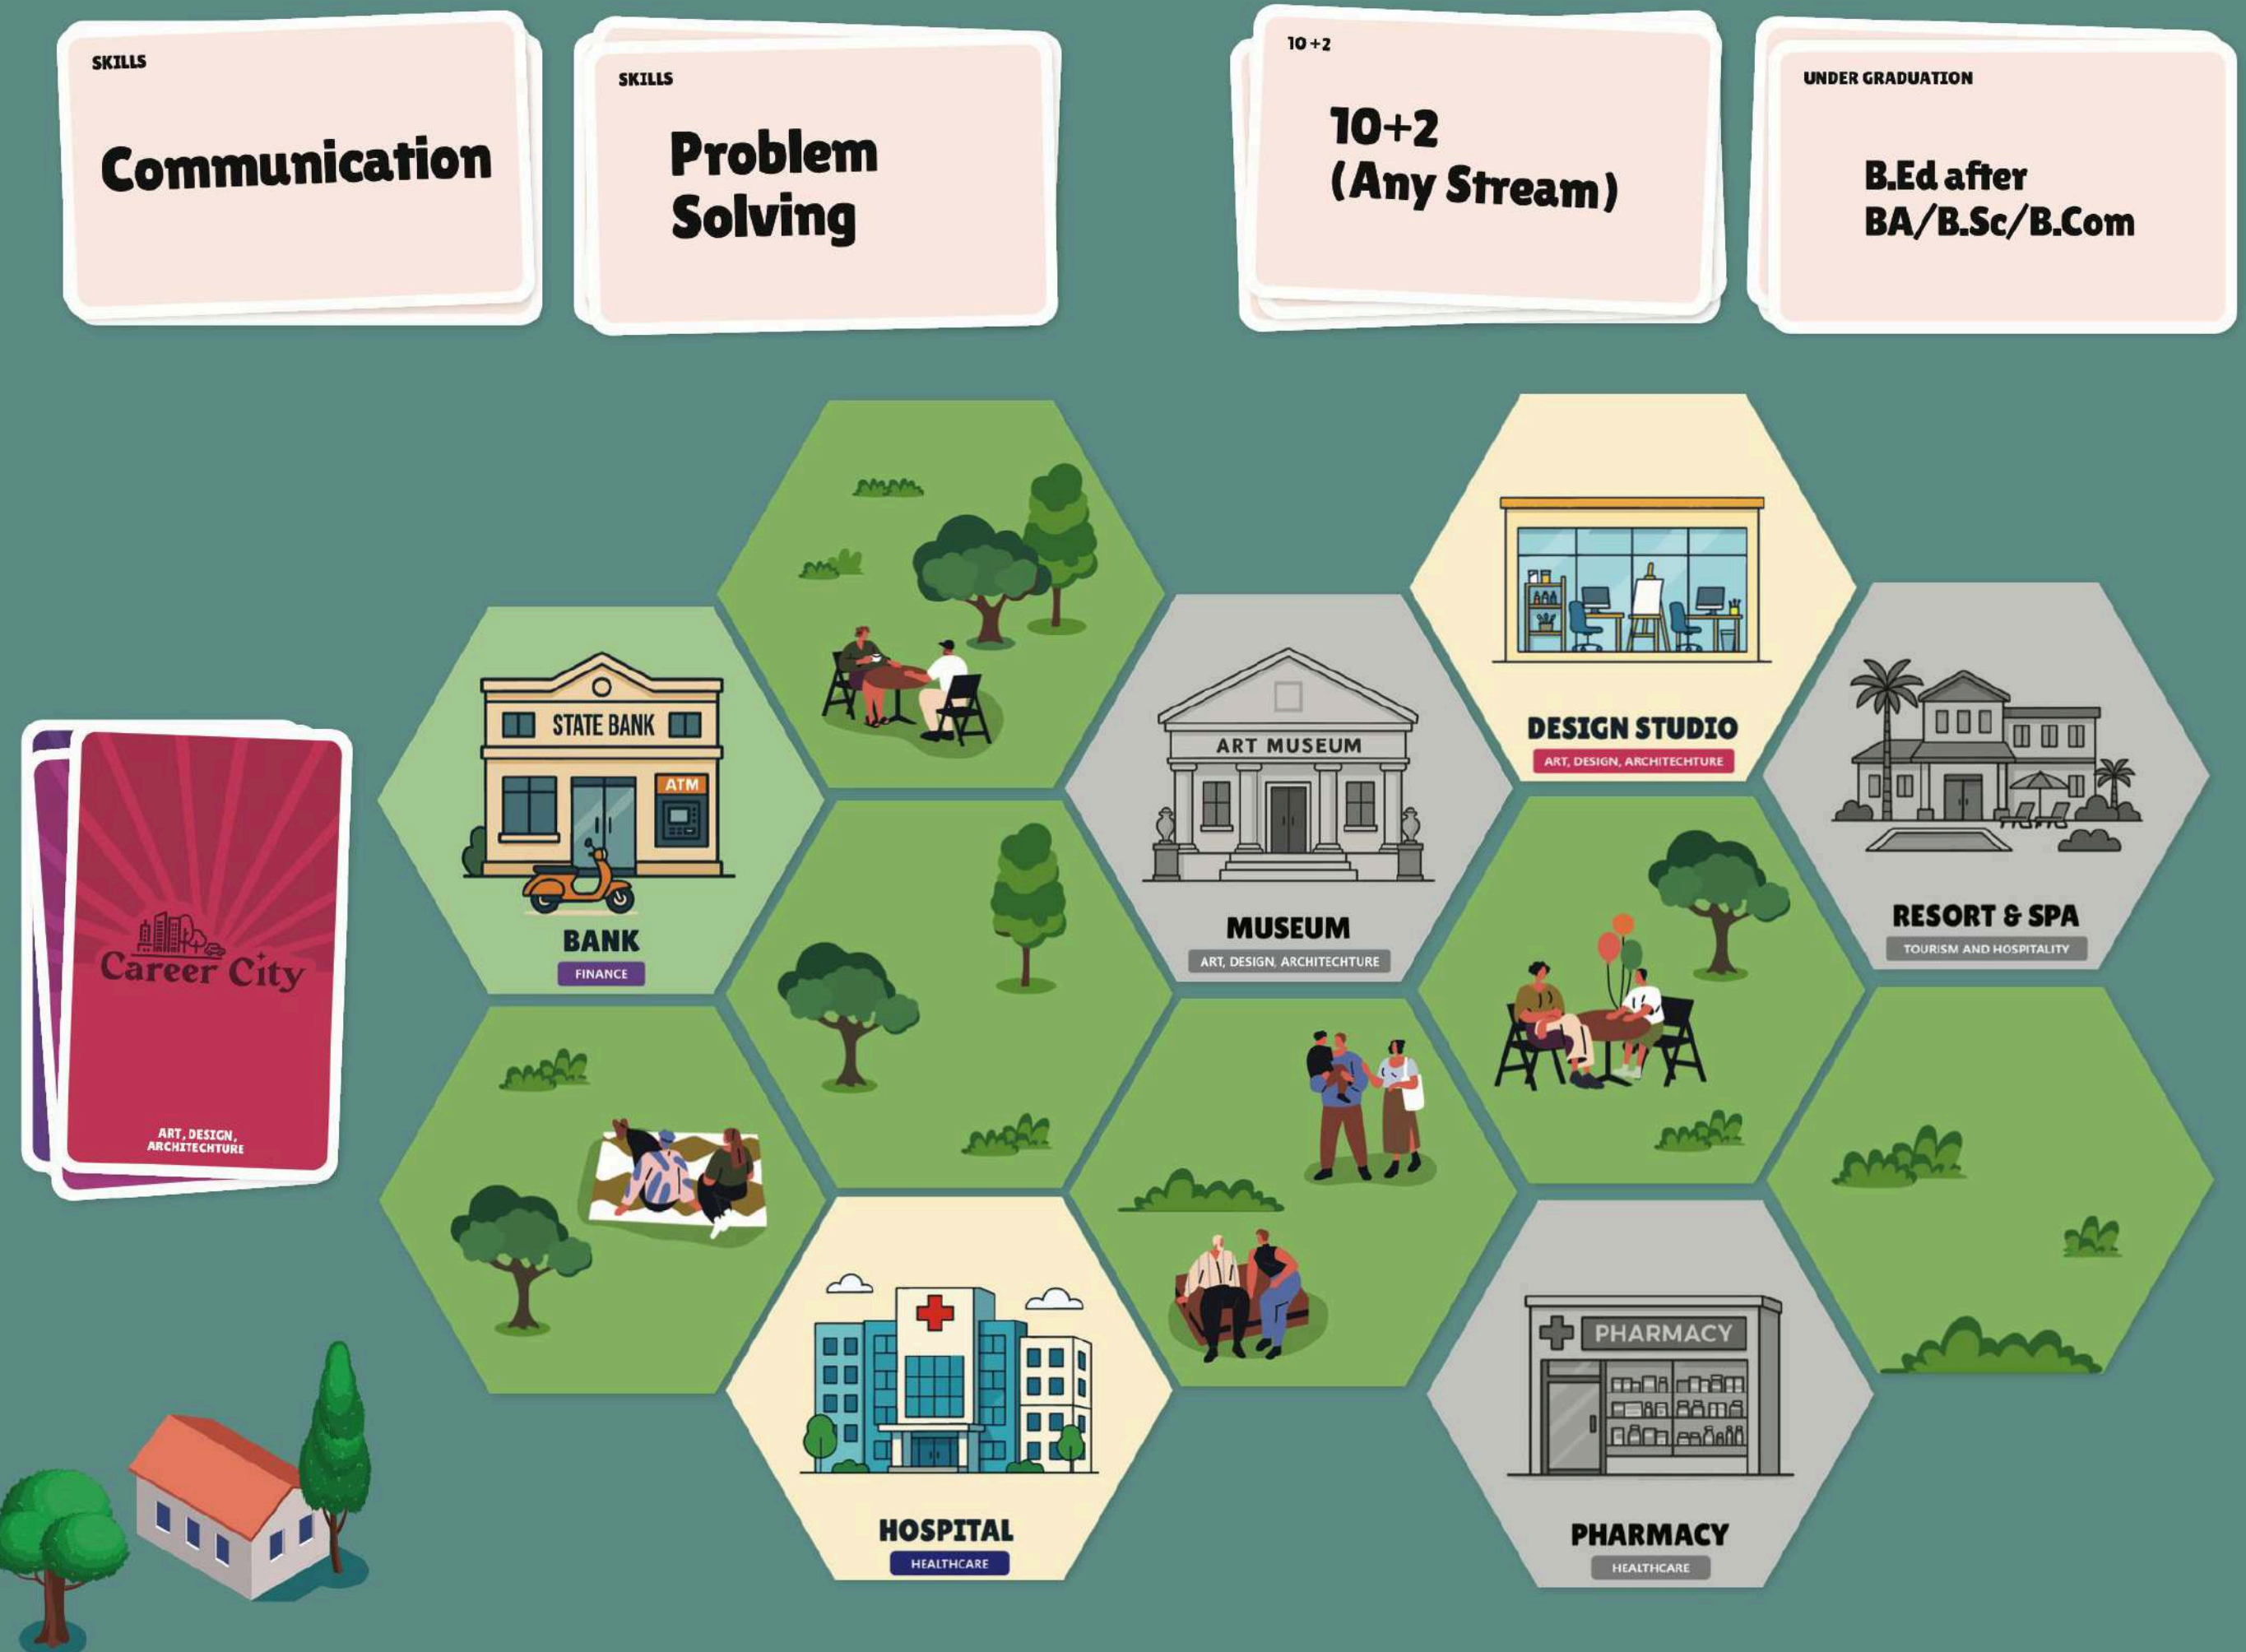 SKILLS
Communication
SKILLS
Problem
Solving
10+2
10+2
(Any Stream)
UNDER GRADUATION
B.Ed after
BA/B.Sc/B.Com
STATE BANK
ATM
BANK
FINANCE
ART MUSEUM
MUSEUM
ART, DESIGN, ARCHITECHTURE
DESIGN STUDIO
ART, DESIGN, ARCHITECHTURE
RESORT & SPA
TOURISM AND HOSPITALITY
Career City
ART, DESIGN,
ARCHITECHTURE
HOSPITAL
HEALTHCARE
PHARMACY
PHARMACY
HEALTHCARE